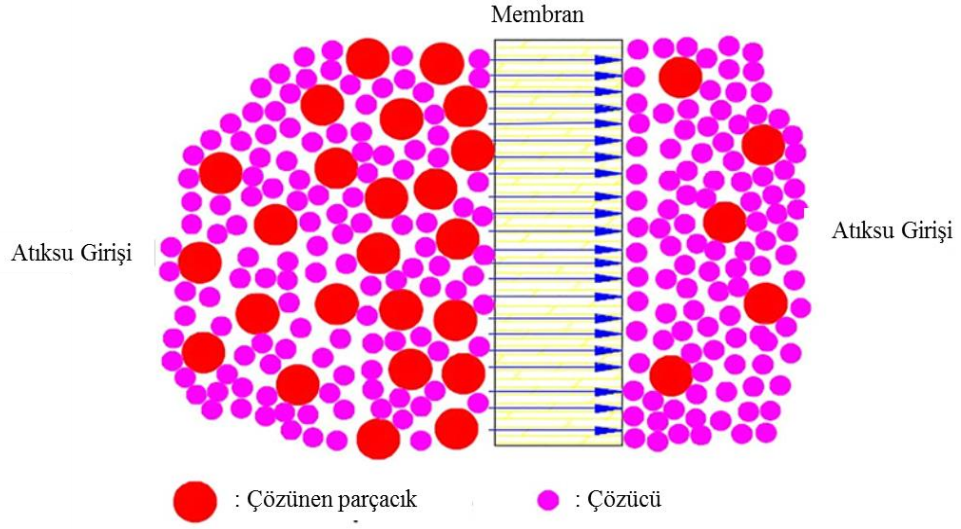 Membran
Atıksu Girişi
Atıksu Girişi
: Çözünen parçacık
: Çözücü